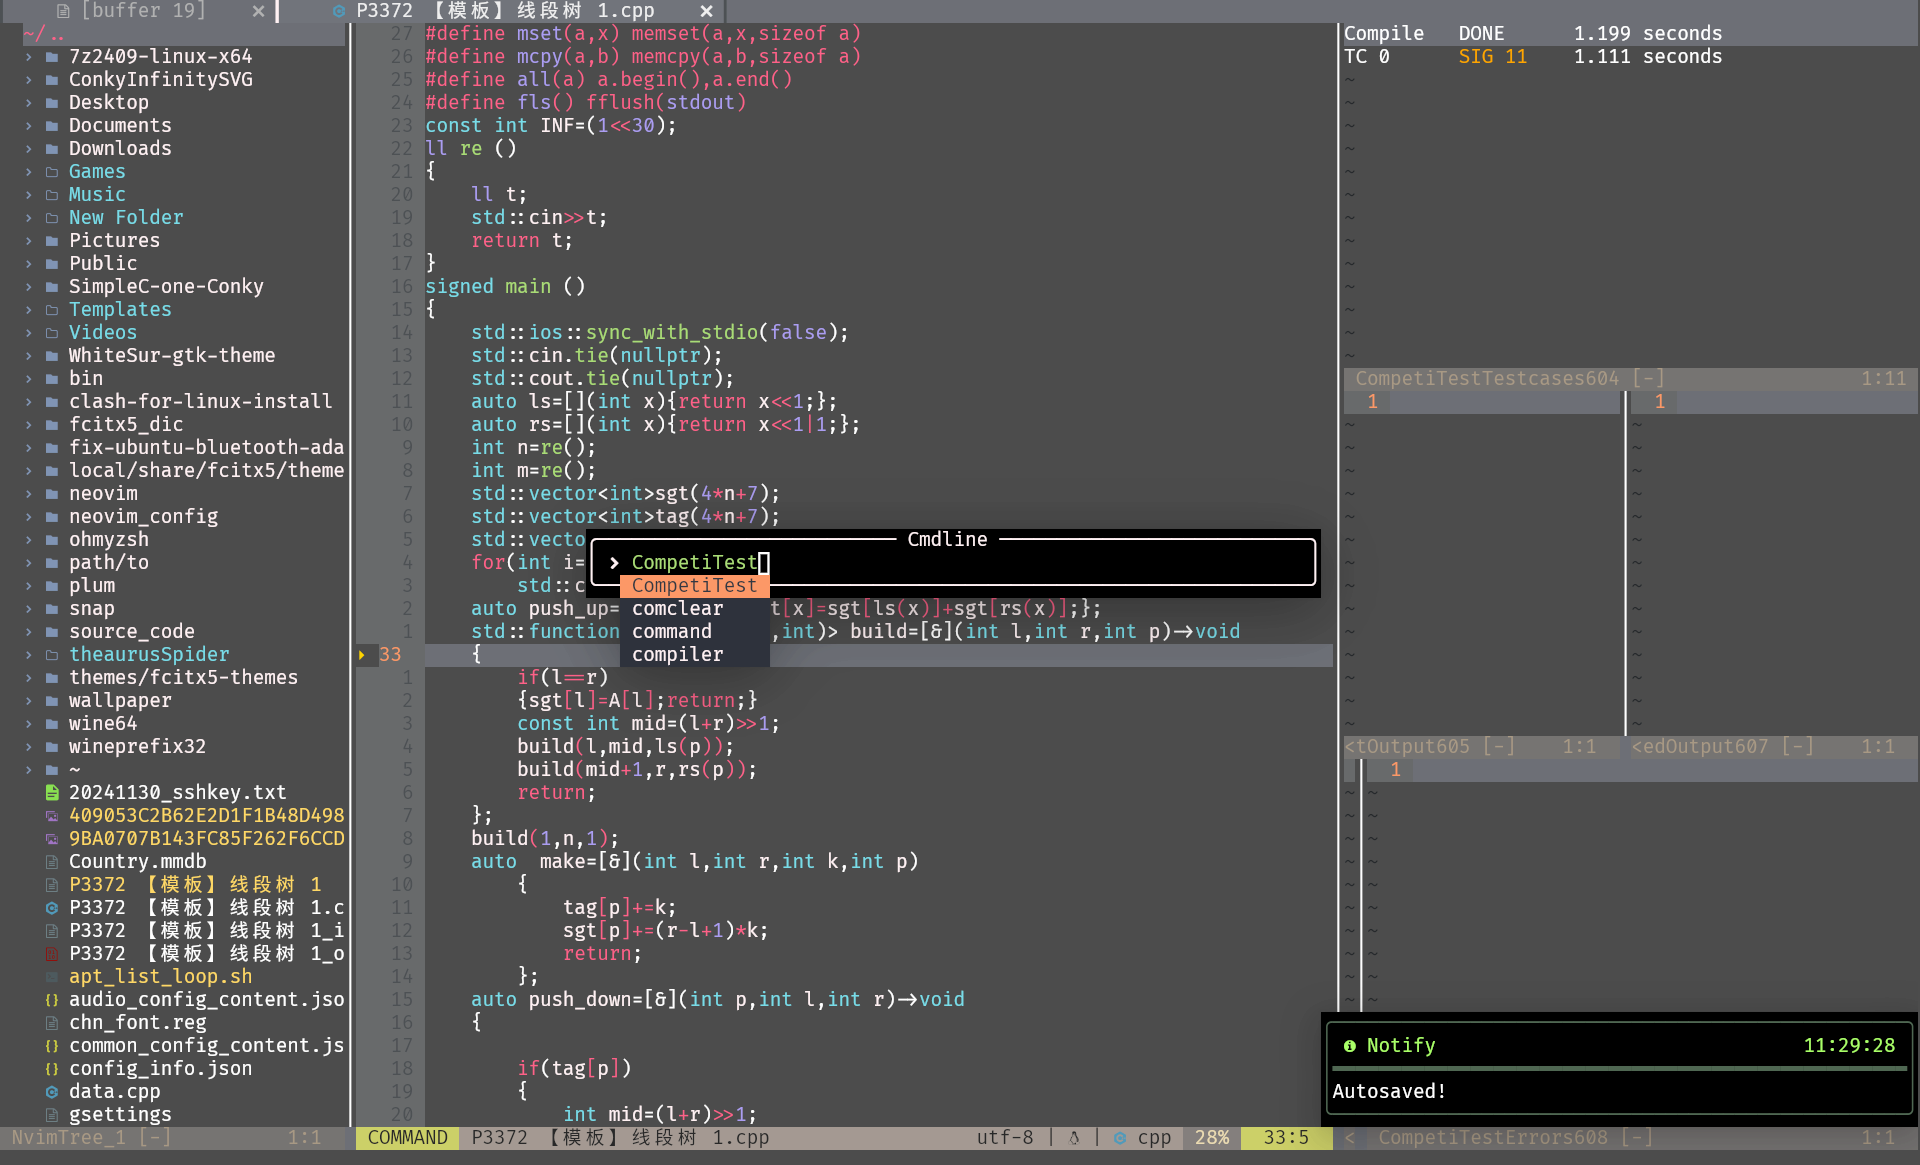 [buffer 19] ×
P3372 【模板】线段树 1.cpp ×
~/..
7z2409-linux-x64
ConkyInfinitySVG
Desktop
Documents
Downloads
Games
Music
New Folder
Pictures
Public
SimpleC-one-Conky
Templates
Videos
WhiteSur-gtk-theme
bin
clash-for-linux-install
fcitx5_dic
fix-ubuntu-bluetooth-ada
local/share/fcitx5/theme
neovim
neovim_config
ohmyzsh
path/to
plum
snap
source_code
theaurusSpider
themes/fcitx5-themes
wallpaper
wine64
wineprefix32
~
20241130_sshkey.txt
409053C2B62E2D1F1B48D498
9BA0707B143FC85F262F6CCD
Country.mmdb
P3372 【模板】线段树 1
P3372 【模板】线段树 1.c
P3372 【模板】线段树 1_i
P3372 【模板】线段树 1_o
apt_list_loop.sh
audio_config_content.jso
chn_font.reg
common_config_content.js
config_info.json
data.cpp
gsettings
NvimTree_1 [-] 1:1
27 #define mset(a,x) memset(a,x,sizeof a)
26 #define mcpy(a,b) memcpy(a,b,sizeof a)
25 #define all(a) a.begin(),a.end()
24 #define fls() fflush(stdout)
23 const int INF=(1<<30);
22 ll re ()
21 {
20 ll t;
19 std::cin>>t;
18 return t;
17 }
16 signed main ()
15 {
14 std::ios::sync_with_stdio(false);
13 std::cin.tie(nullptr);
12 std::cout.tie(nullptr);
11 auto ls=[](int x){return x<<1;};
10 auto rs=[](int x){return x<<1|1;};
9 int n=re();
8 int m=re();
7 std::vector<int>sgt(4*n+7);
6 std::vector<int>tag(4*n+7);
5 std::vecto
4 for(int i=
3 std::c
2 auto push_up= t[x]=sgt[ls(x)]+sgt[rs(x)];};
1 std::function ,int)> build=[&](int l,int r,int p)->void
33 {
1 if(l==r)
2 {sgt[l]=A[l];return;}
3 const int mid=(l+r)>>1;
4 build(l,mid,ls(p));
5 build(mid+1,r,rs(p));
6 return;
7 };
8 build(1,n,1);
9 auto  make=[&](int l,int r,int k,int p)
10 {
11 tag[p]+=k;
12 sgt[p]+=(r-l+1)*k;
13 return;
14 };
15 auto push_down=[&](int p,int l,int r)->void
16 {
17
18 if(tag[p])
19 {
20 int mid=(l+r)>>1;
Cmdline
CompetiTest
CompetiTest
comclear
command
compiler
COMMAND P3372 【模板】线段树 1.cpp utf-8 | | cpp 28% 33:5
Compile DONE 1.199 seconds
TC 0 SIG 11 1.111 seconds
~
~
~
~
~
~
~
~
~
~
~
~
~
CompetiTestTestcases604 [-] 1:11
1 1
~ ~
~ ~
~ ~
~ ~
~ ~
~ ~
~ ~
~ ~
~ ~
~ ~
~ ~
~ ~
~ ~
~ ~
<tOutput605 [-] 1:1 <edOutput607 [-] 1:1
1
~ ~
~ ~
~ ~
~ ~
~ ~
~ ~
~ ~
~ ~
~ ~
~ ~
Notify 11:29:28
Autosaved!
< CompetiTestErrors608 [-] 1:1